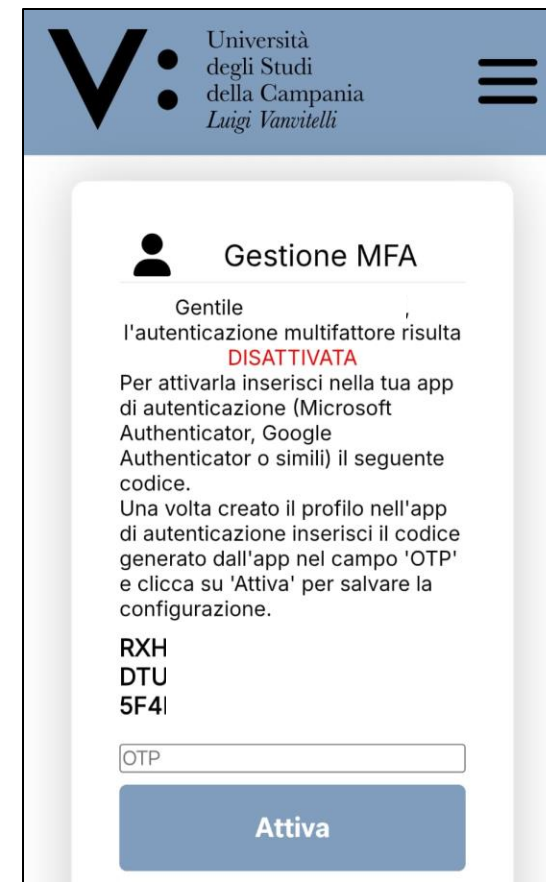 Università
degli Studi
della Campania
Luigi Vanvitelli
Gestione MFA
Gentile ,
l'autenticazione multifattore risulta
DISATTIVATA
Per attivarla inserisci nella tua app
di autenticazione (Microsoft
Authenticator, Google
Authenticator o simili) il seguente
codice.
Una volta creato il profilo nell'app
di autenticazione inserisci il codice
generato dall'app nel campo 'OTP'
e clicca su 'Attiva' per salvare la
configurazione.
RXH
DTU
5F4
OTP
Attiva